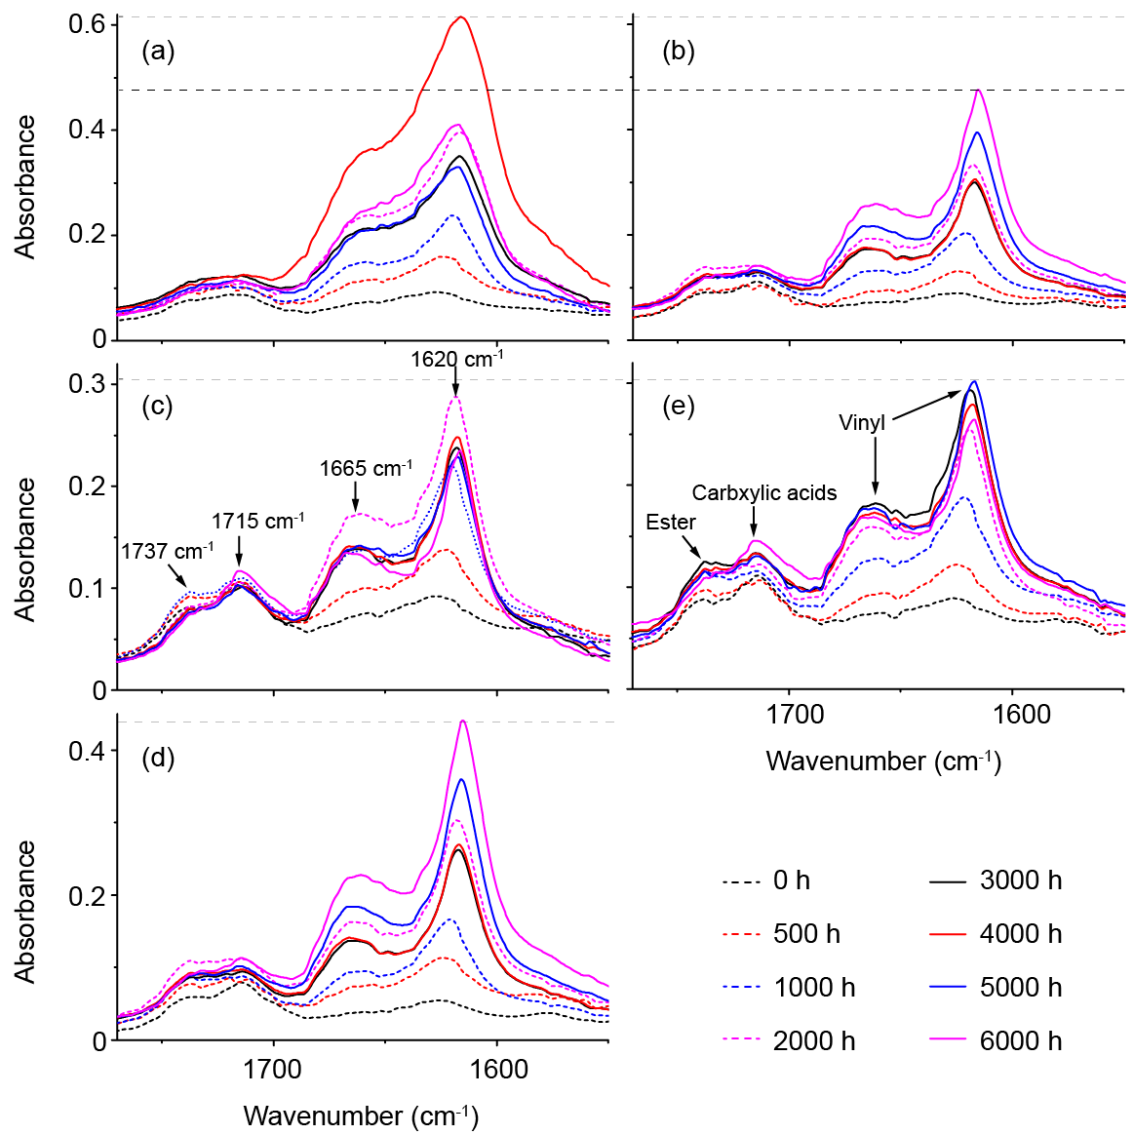 0.6
(a)
(b)
0.4
Absorbance
0.2
0
1620 cm-1
0.3
(c)
(e)
Vinyl
0.2
1665 cm-1
Carbxylic acids
1715 cm-1
Ester
1737 cm-1
Absorbance
0.1
0
1700
1600
Wavenumber (cm-1)
0.4
(d)
Absorbance
0.2
0
1700
1600
Wavenumber (cm-1)
0 h
3000 h
500 h
4000 h
1000 h
5000 h
2000 h
6000 h